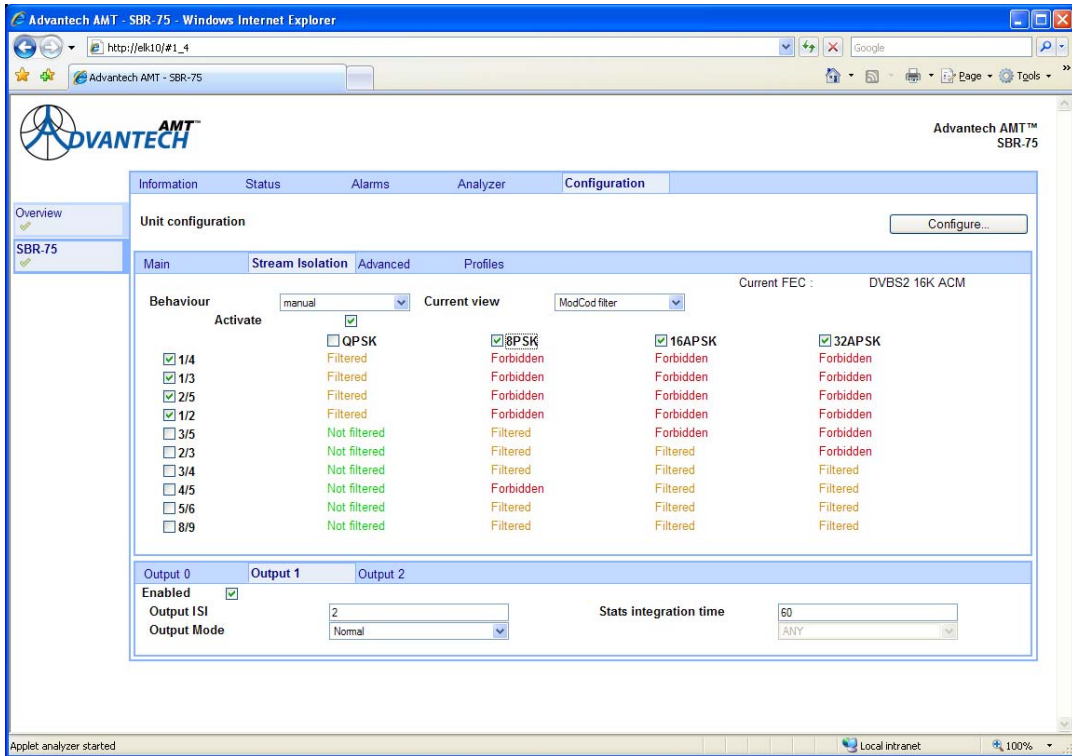 Advantech AMT - SBR-75 - Windows Internet Explorer
http://elk10/#1_4
Google
Advantech AMT - SBR-75
Page
Tools
»
ADVANTECH AMT™
Advantech AMT™
SBR-75
Information Status Alarms Analyzer Configuration
Overview
SBR-75
Unit configuration
Configure...
Main Stream Isolation Advanced Profiles
Current FEC : DVBS2 16K ACM
Behaviour manual Current view ModCod filter
Activate
QPSK 8PSK 16APSK 32APSK
1/4 Filtered Forbidden Forbidden Forbidden
1/3 Filtered Forbidden Forbidden Forbidden
2/5 Filtered Forbidden Forbidden Forbidden
1/2 Filtered Forbidden Forbidden Forbidden
3/5 Not filtered Filtered Forbidden Forbidden
2/3 Not filtered Filtered Filtered Forbidden
3/4 Not filtered Filtered Filtered Filtered
4/5 Not filtered Forbidden Filtered Filtered
5/6 Not filtered Filtered Filtered Filtered
8/9 Not filtered Filtered Filtered Filtered
Output 0 Output 1 Output 2
Enabled
Output ISI 2 Stats integration time 60
Output Mode Normal ANY
Applet analyzer started
Local intranet
100%